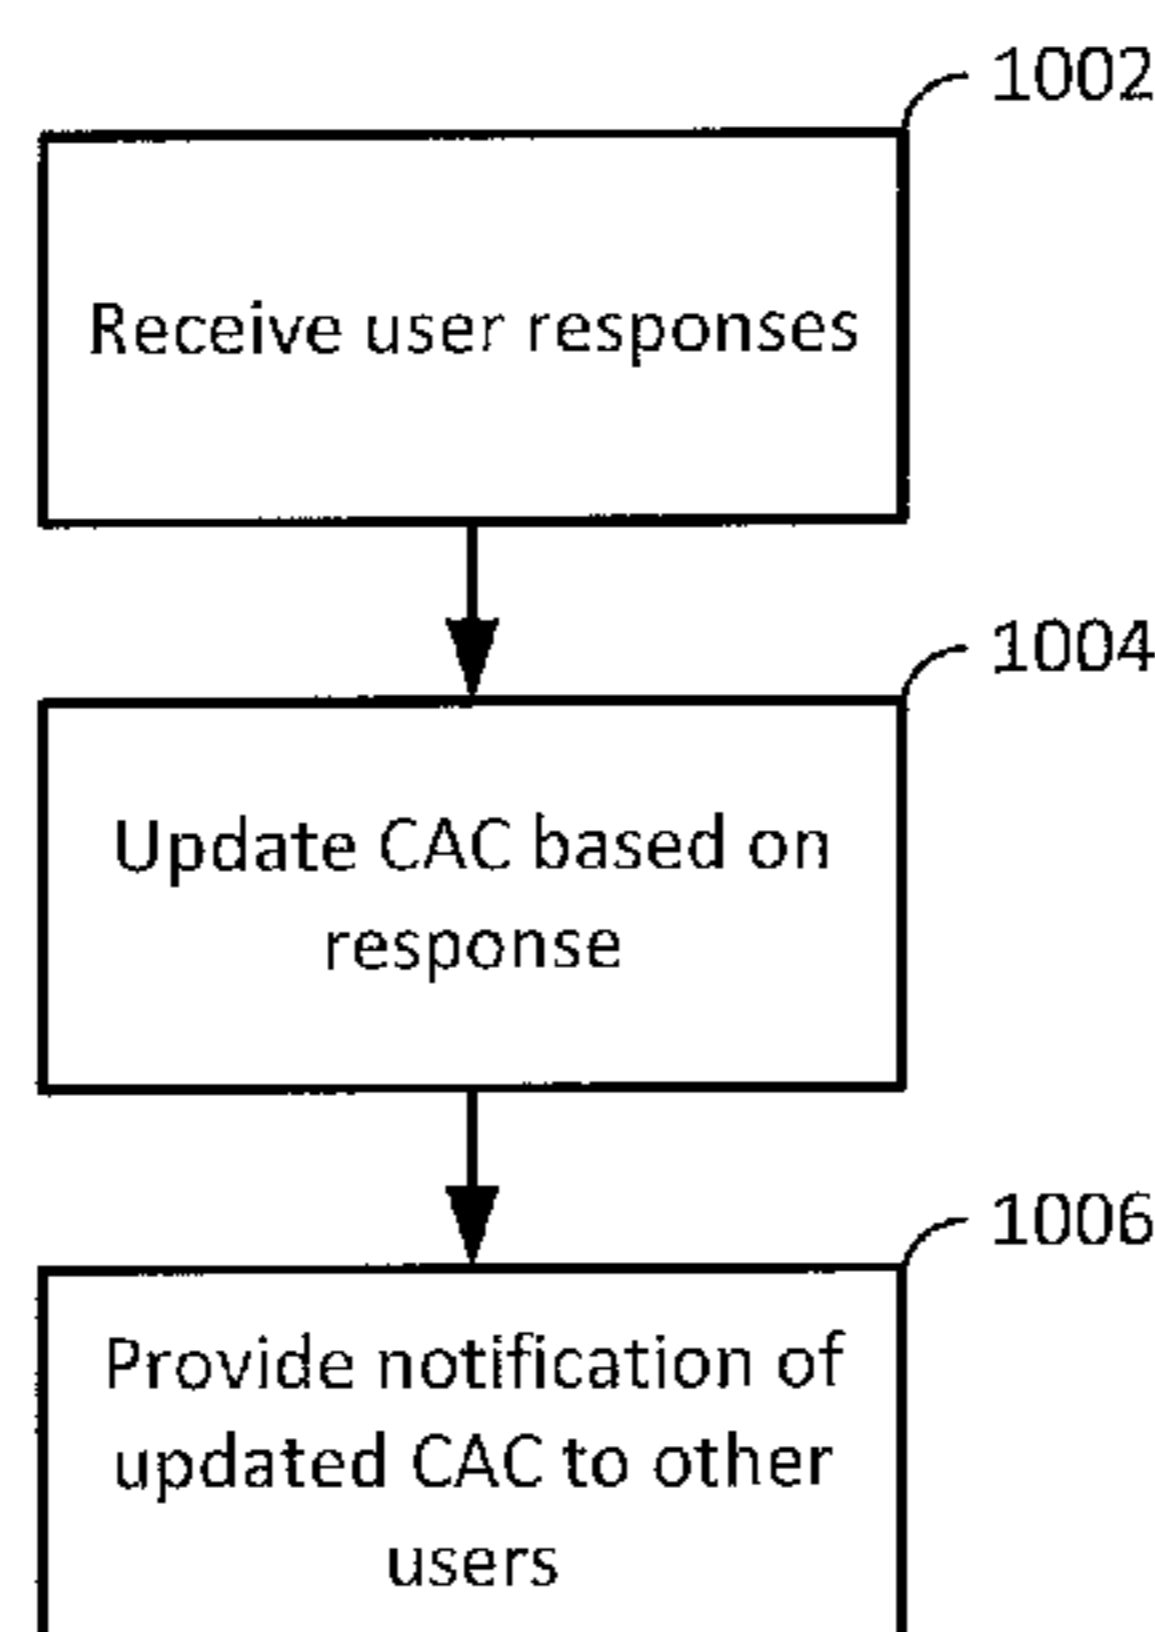 1002
Receive user responses
1004
Update CAC based on
response
1006
Provide notification of
updated CAC to other
users